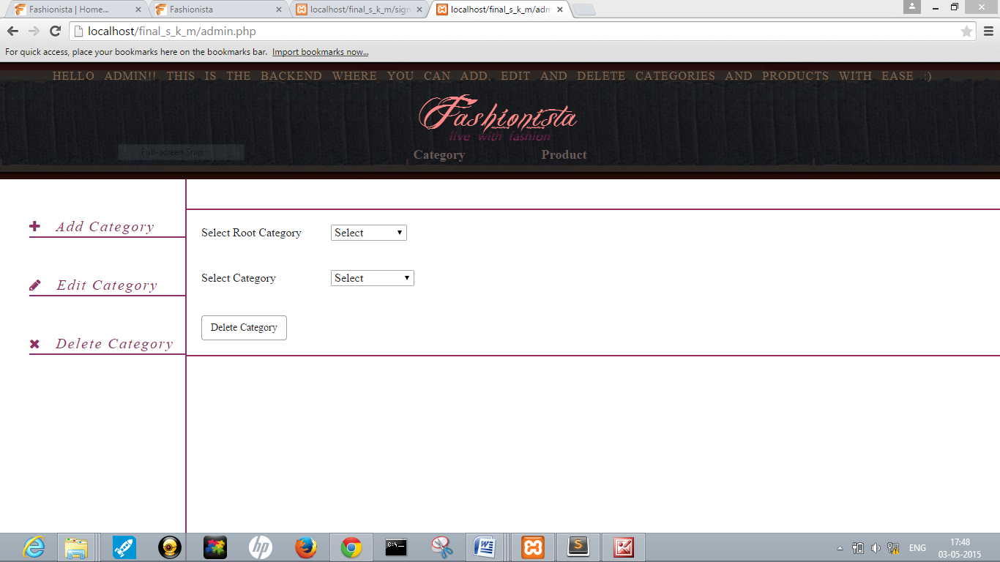 Fashionista | Home... Fashionista localhost/final_s_k_m/sign localhost/final_s_k_m/adm
localhost/final_s_k_m/admin.php
For quick access, place your bookmarks here on the bookmarks bar. Import bookmarks now...
HELLO ADMIN!! THIS IS THE BACKEND WHERE YOU CAN ADD, EDIT AND DELETE CATEGORIES AND PRODUCTS WITH EASE :)
Fashionista
live with fashion
Full-screen Snip
Category Product
Add Category
Edit Category
Delete Category
Select Root Category Select
Select Category Select
Delete Category
hp
C:\_
W
S
ENG
17:48
03-05-2015